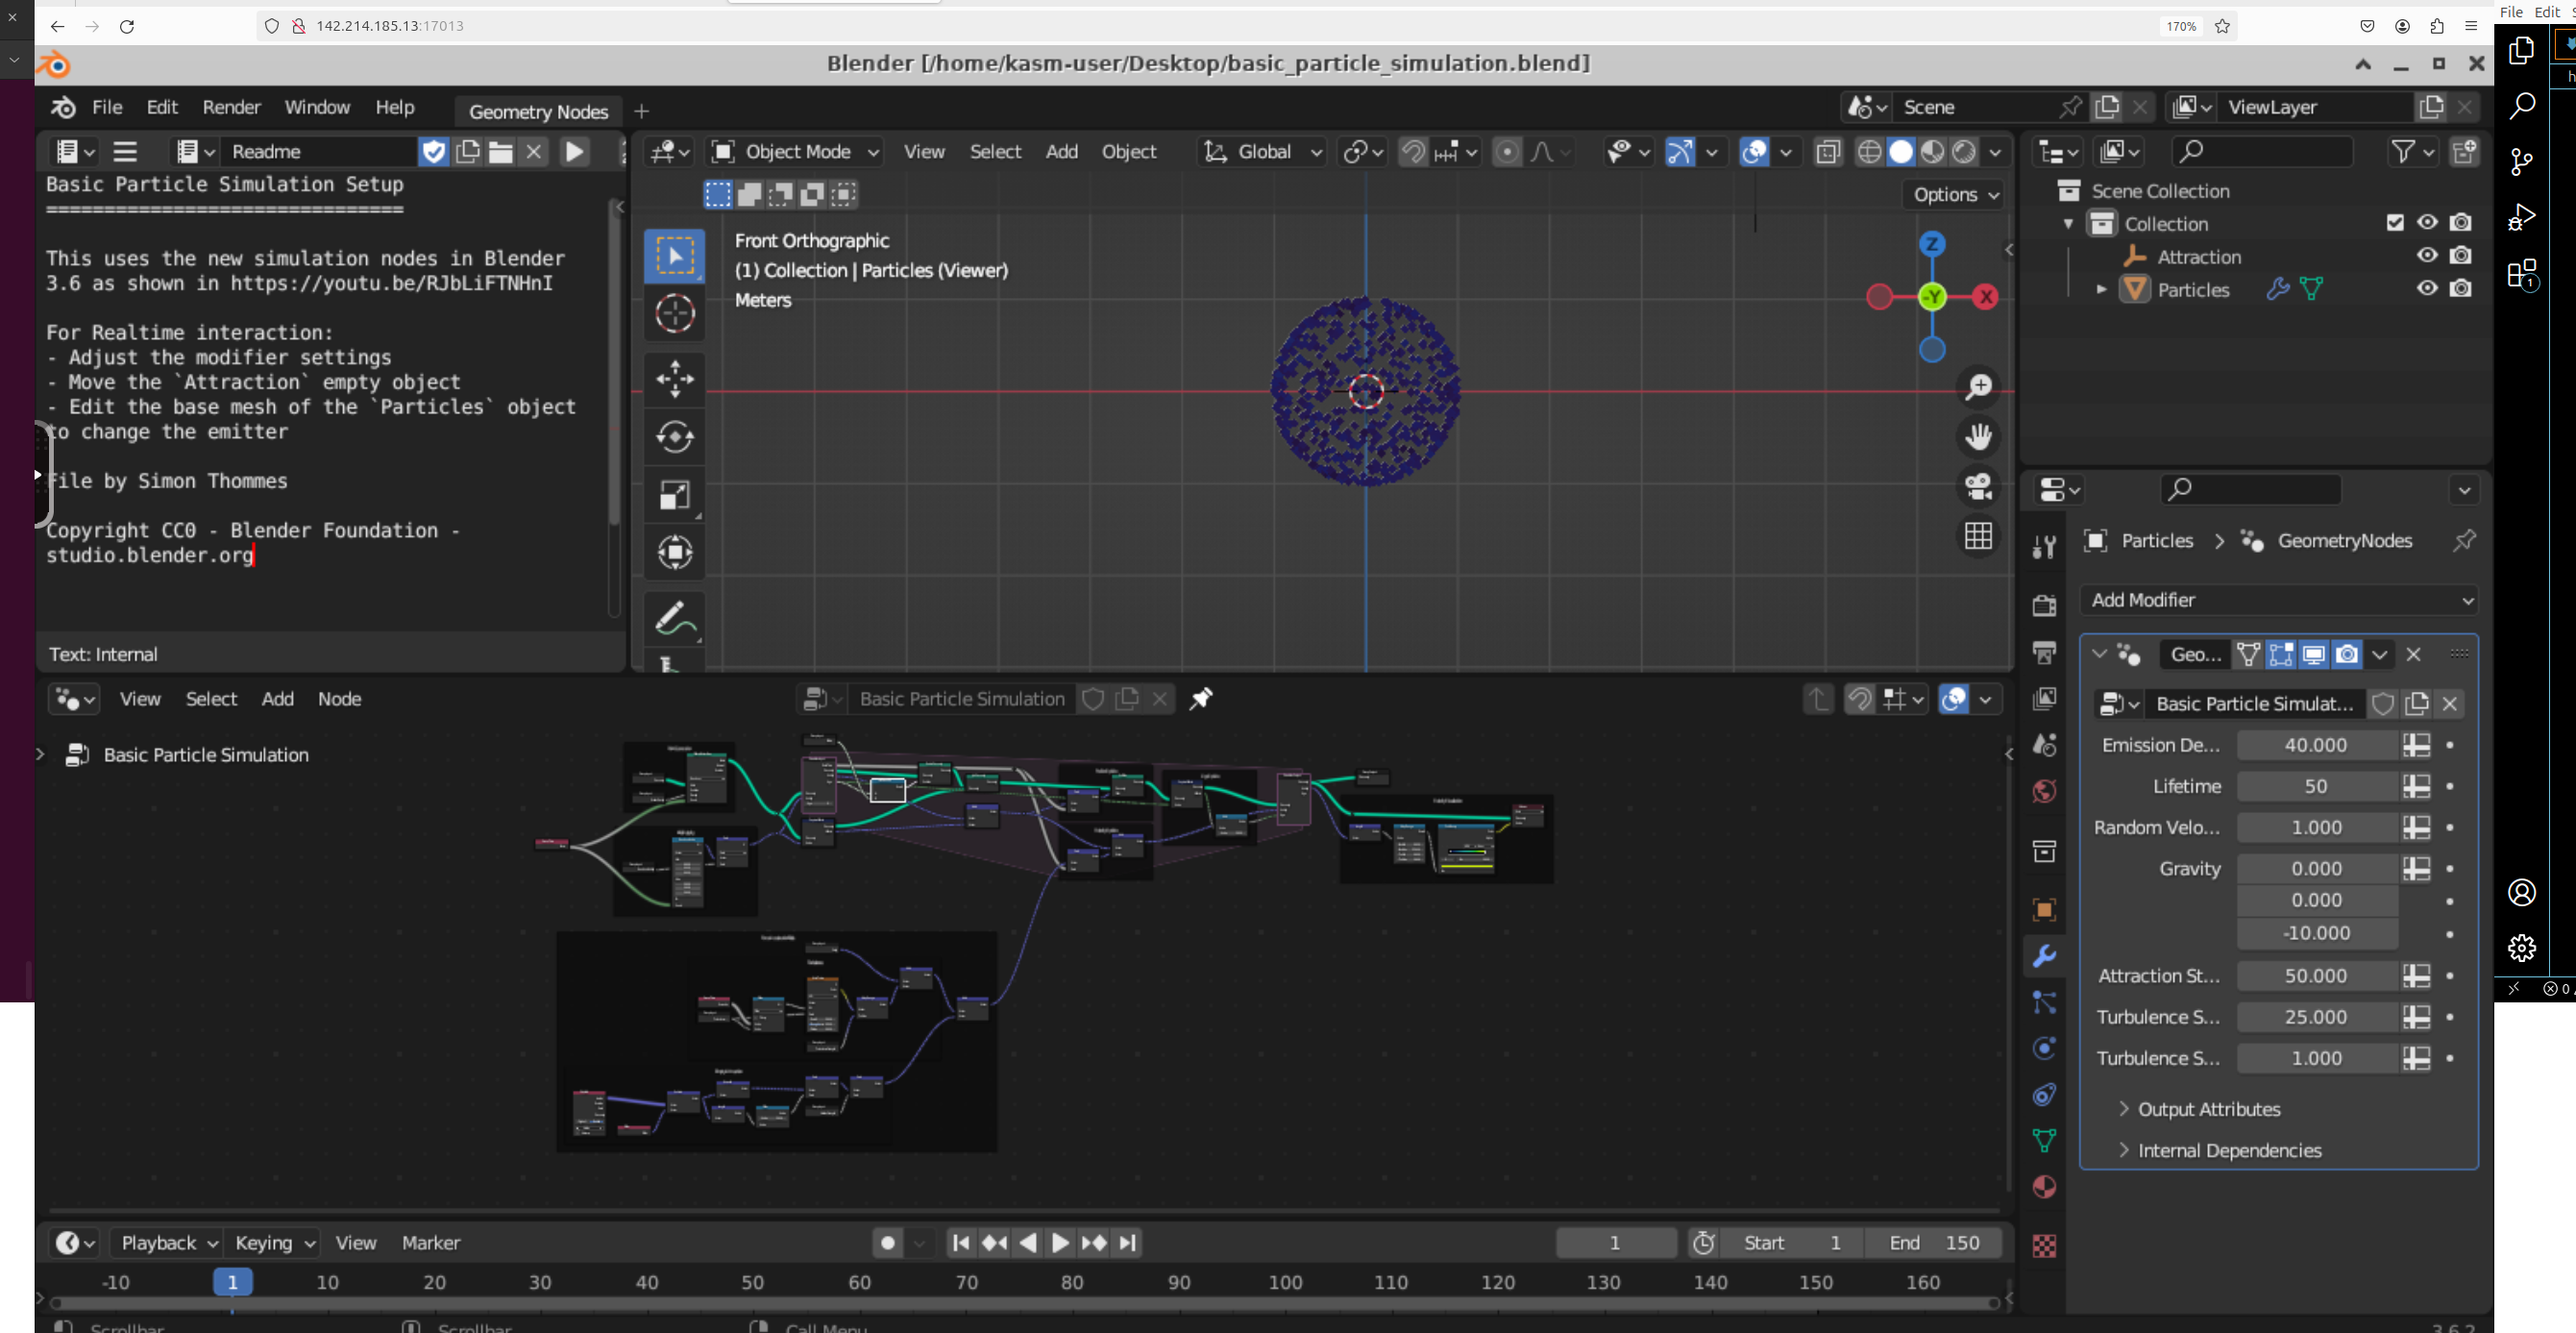 142.214.185.13:17013
170%
File Edit
Blender [/home/kasm-user/Desktop/basic_particle_simulation.blend]
File Edit Render Window Help
Geometry Nodes
Scene
ViewLayer
Readme
Object Mode
View Select Add Object
Global
Options
Basic Particle Simulation Setup
===============================
This uses the new simulation nodes in Blender
3.6 as shown in https://youtu.be/RJbLiFTNHnI
For Realtime interaction:
- Adjust the modifier settings
- Move the `Attraction` empty object
- Edit the base mesh of the `Particles` object
to change the emitter
File by Simon Thommes
Copyright CC0 - Blender Foundation -
studio.blender.org
Text: Internal
Front Orthographic
(1) Collection | Particles (Viewer)
Meters
Z
-Y
X
Scene Collection
Collection
Attraction
Particles
Particles > GeometryNodes
Add Modifier
Geo...
Basic Particle Simulat...
Emission De... 40.000
Lifetime 50
Random Velo... 1.000
Gravity 0.000
0.000
-10.000
Attraction St... 50.000
Turbulence S... 25.000
Turbulence S... 1.000
Output Attributes
Internal Dependencies
View Select Add Node
Basic Particle Simulation
Basic Particle Simulation
Playback Keying View Marker
1
Start 1
End 150
-10 1 10 20 30 40 50 60 70 80 90 100 110 120 130 140 150 160
Scrollbar
Scrollbar
Call Menu
3.6.2
1
0